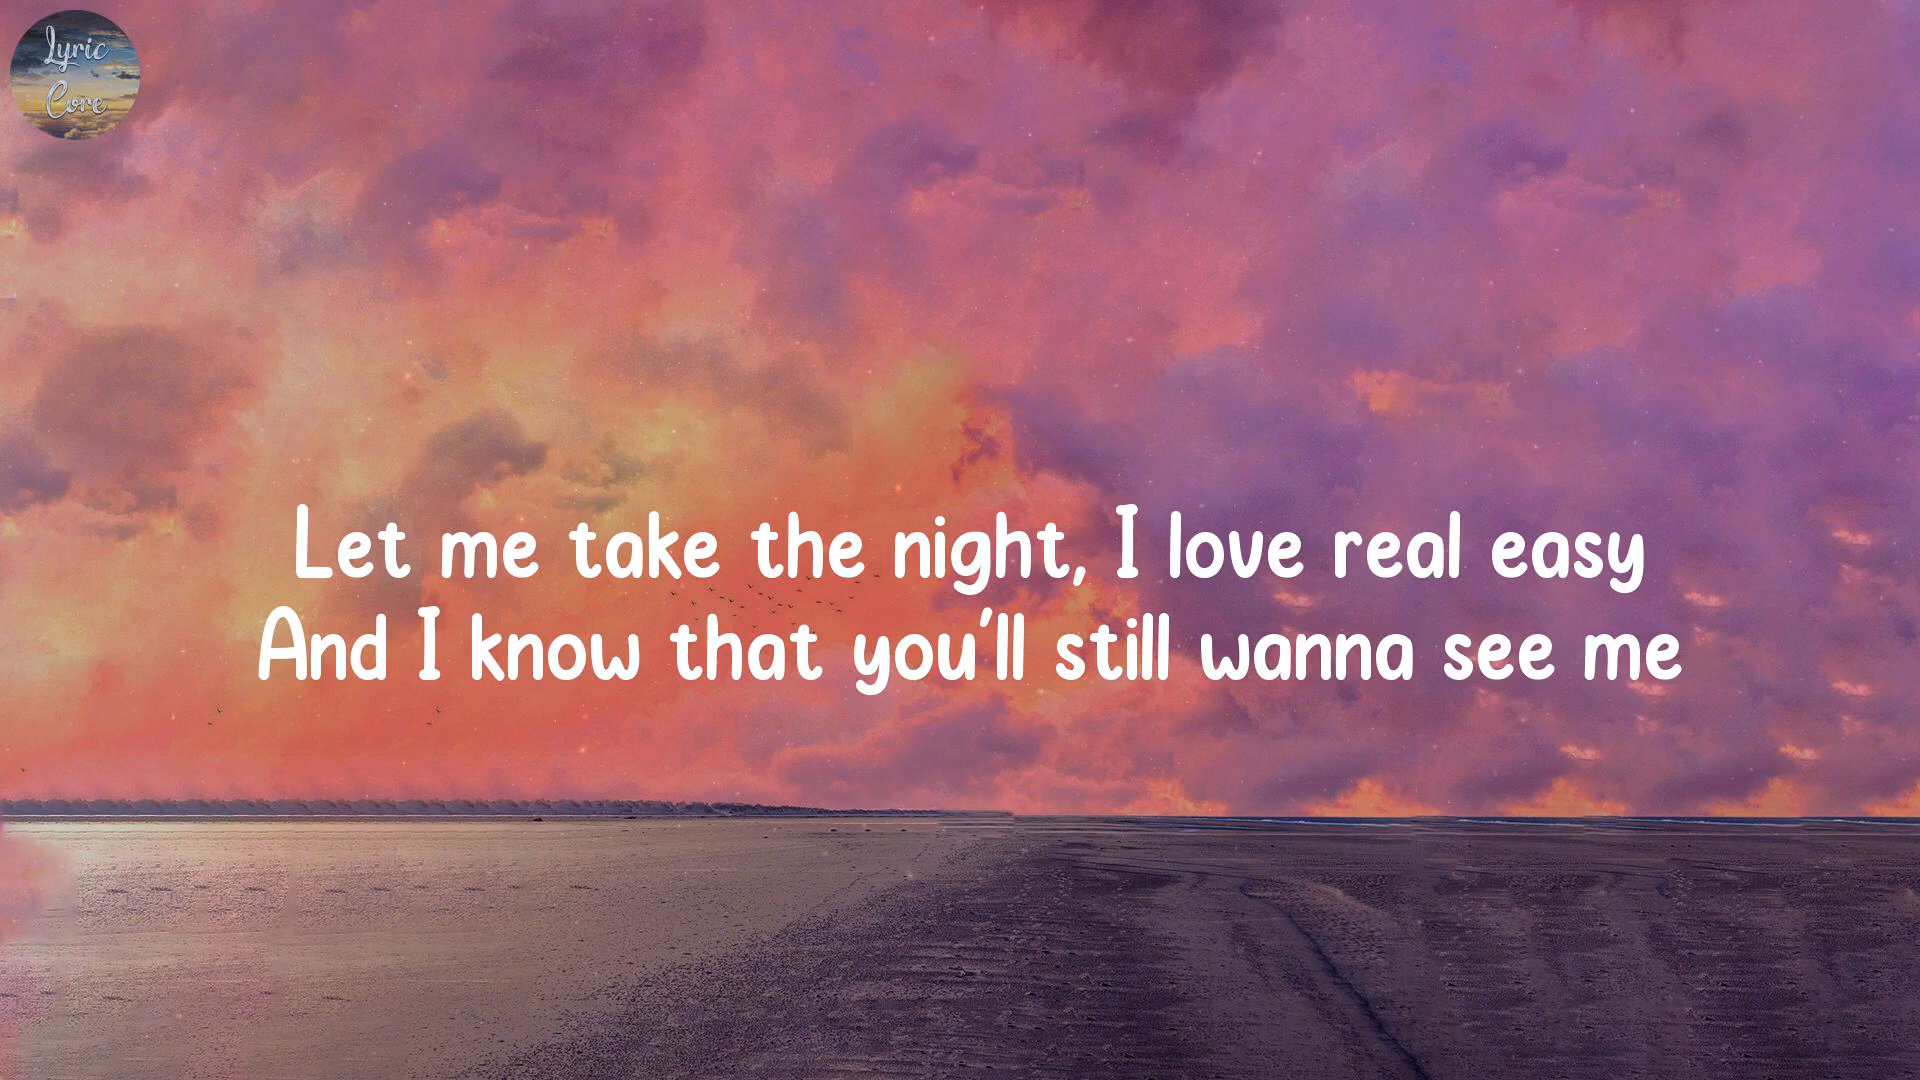 Lyric
Core
Let me take the night, I love real easy
And I know that you'll still wanna see me